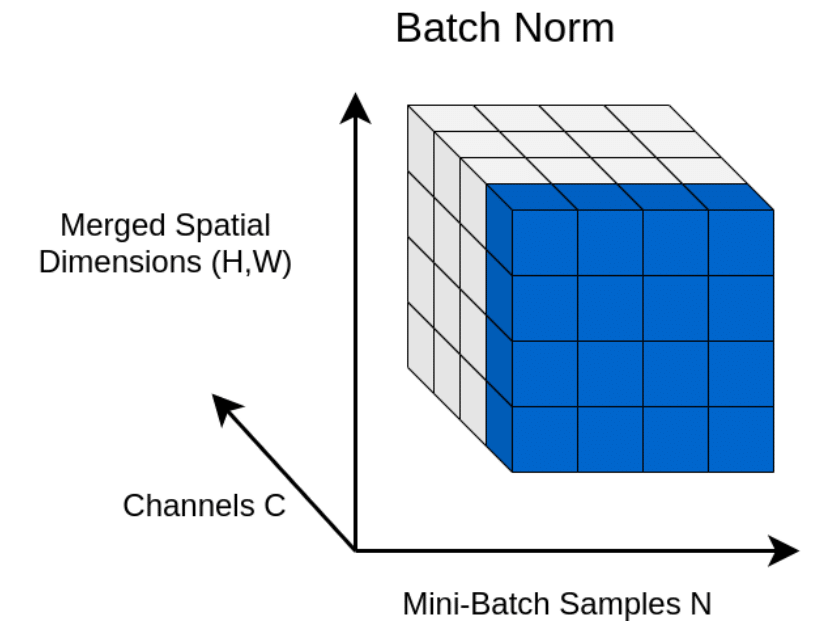 Batch Norm
Merged Spatial
Dimensions (H,W)
Channels C
Mini-Batch Samples N